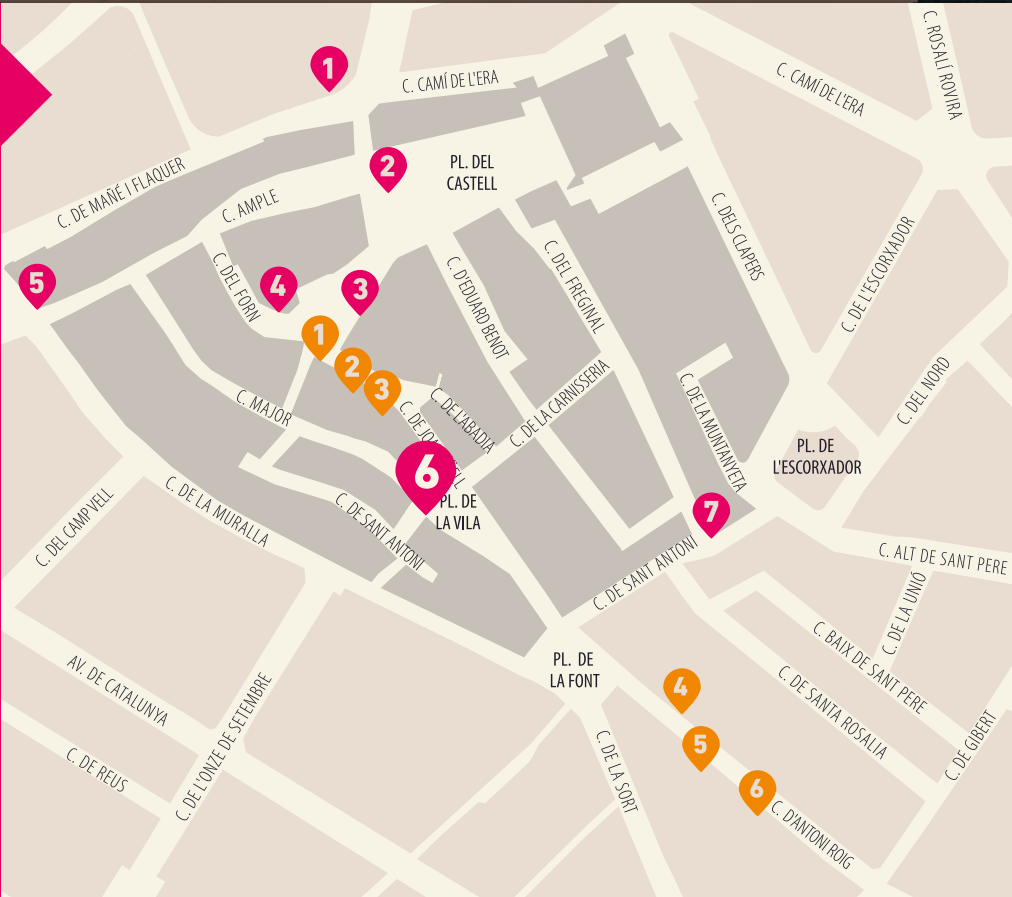 1
C. CAMÍ DE L'ERA
C. CAMÍ DE L'ERA
C. ROSALÍ ROVIRA
2
PL. DEL
CASTELL
C. DE MAÑÉ I FLAQUER
C. AMPLE
C. DELS CLAPERS
5
C. DEL FORN
4
3
C. D'EDUARD BENOT
C. DEL FREGINAL
C. DE L'ESCORXADOR
1
2
3
C. MAJOR
C. DE L'ABADIA
C. DE LA CARNISSERIA
C. DE LA MUNTANYETA
C. DEL NORD
PL. DE
L'ESCORXADOR
6
PL. DE
LA VILA
7
C. DE LA MURALLA
C. DE SANT ANTONI
C. DEL CAMP VELL
C. DE SANT ANTONI
C. ALT DE SANT PERE
C. DE LA UNIÓ
PL. DE
LA FONT
C. BAIX DE SANT PERE
C. DE SANTA ROSALIA
AV. DE CATALUNYA
C. DE L'ONZE DE SETEMBRE
C. DE REUS
4
5
6
C. DE LA SORT
C. D'ANTONI ROIG
C. DE GIBERT